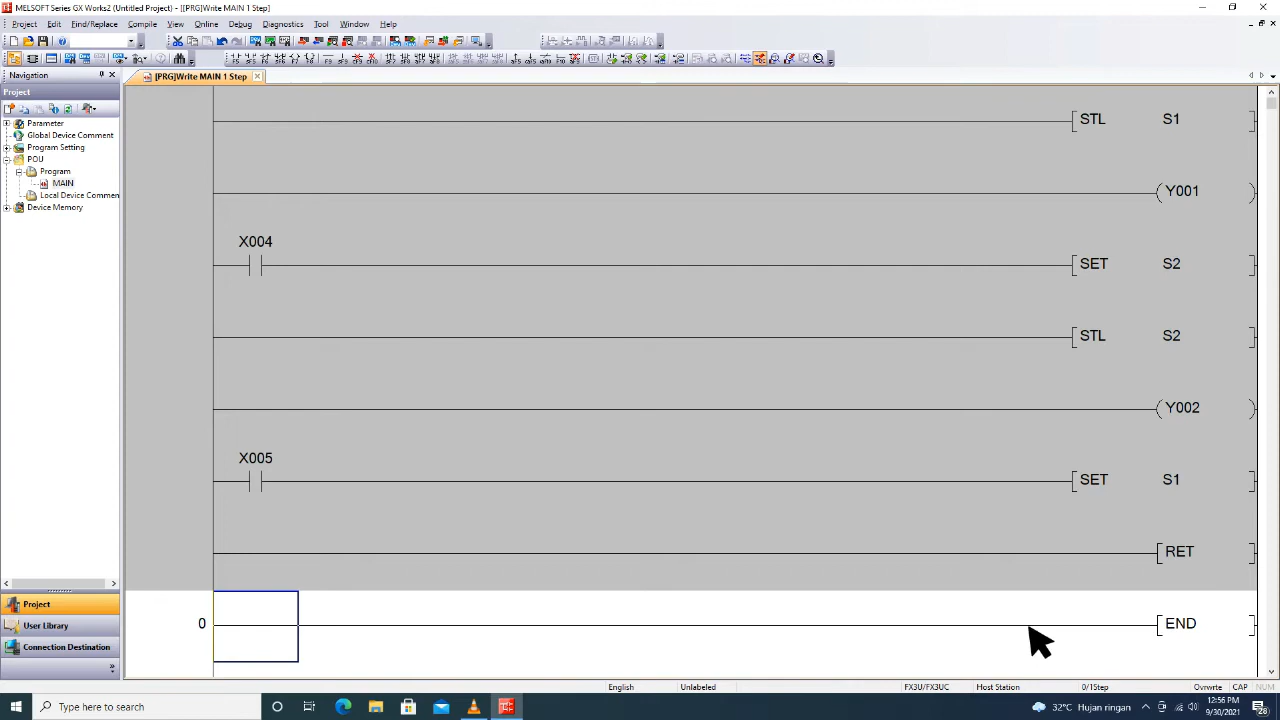 MELSOFT Series GX Works2 (Untitled Project) - [[PRG]Write MAIN 1 Step]
Project Edit Find/Replace Compile View Online Debug Diagnostics Tool Window Help
Navigation
[PRG]Write MAIN 1 Step
Project
Parameter
Global Device Comment
Program Setting
POU
Program
MAIN
Local Device Commen
Device Memory
STL S1
Y001
X004
SET S2
STL S2
Y002
X005
SET S1
RET
0
END
Project
User Library
Connection Destination
English Unlabeled FX3U/FX3UC Host Station 0/1Step Ovrwrte CAP NUM
Type here to search
32°C Hujan ringan
12:56 PM
9/30/2021
28